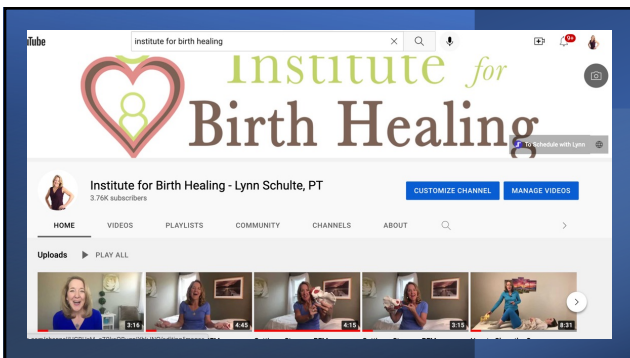 uTube
institute for birth healing
9+
Institute for
Birth Healing
To Schedule with Lynn
Institute for Birth Healing - Lynn Schulte, PT
3.76K subscribers
CUSTOMIZE CHANNEL
MANAGE VIDEOS
HOME VIDEOS PLAYLISTS COMMUNITY CHANNELS ABOUT
Uploads PLAY ALL
3:16 4:45 4:15 3:15 8:31